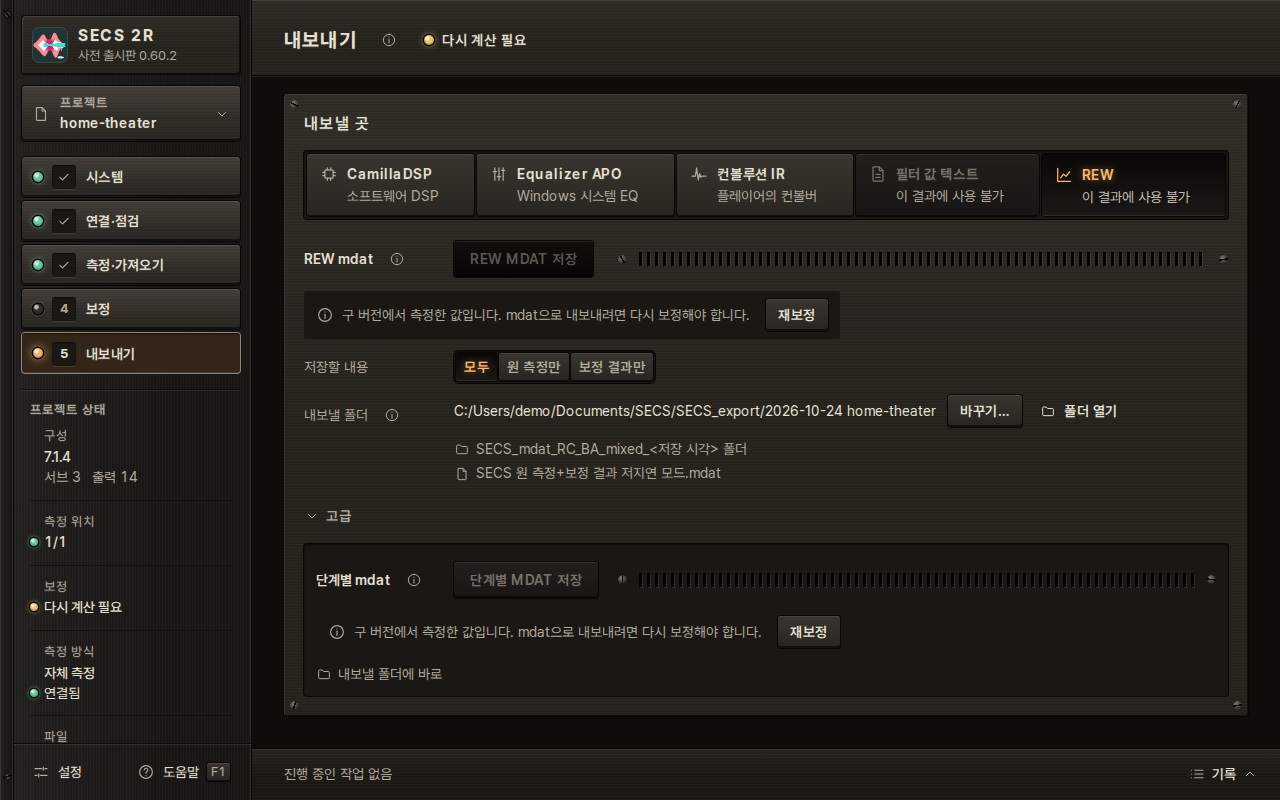 SECS 2R
사전 출시판 0.60.2
프로젝트
home-theater
시스템
연결·점검
측정·가져오기
4 보정
5 내보내기
프로젝트 상태
구성
7.1.4
서브 3 출력 14
측정 위치
1/1
보정
다시 계산 필요
측정 방식
자체 측정
연결됨
파일
설정
도움말 F1
내보내기
다시 계산 필요
내보낼 곳
CamillaDSP
소프트웨어 DSP
Equalizer APO
Windows 시스템 EQ
컨볼루션 IR
플레이어의 컨볼버
필터 값 텍스트
이 결과에 사용 불가
REW
이 결과에 사용 불가
REW mdat
REW MDAT 저장
구 버전에서 측정한 값입니다. mdat으로 내보내려면 다시 보정해야 합니다.
재보정
저장할 내용
모두 원 측정만 보정 결과만
내보낼 폴더
C:/Users/demo/Documents/SECS/SECS_export/2026-10-24 home-theater
바꾸기...
폴더 열기
SECS_mdat_RC_BA_mixed_<저장 시각> 폴더
SECS 원 측정+보정 결과 저지연 모드.mdat
고급
단계별 mdat
단계별 MDAT 저장
구 버전에서 측정한 값입니다. mdat으로 내보내려면 다시 보정해야 합니다.
재보정
내보낼 폴더에 바로
진행 중인 작업 없음
기록